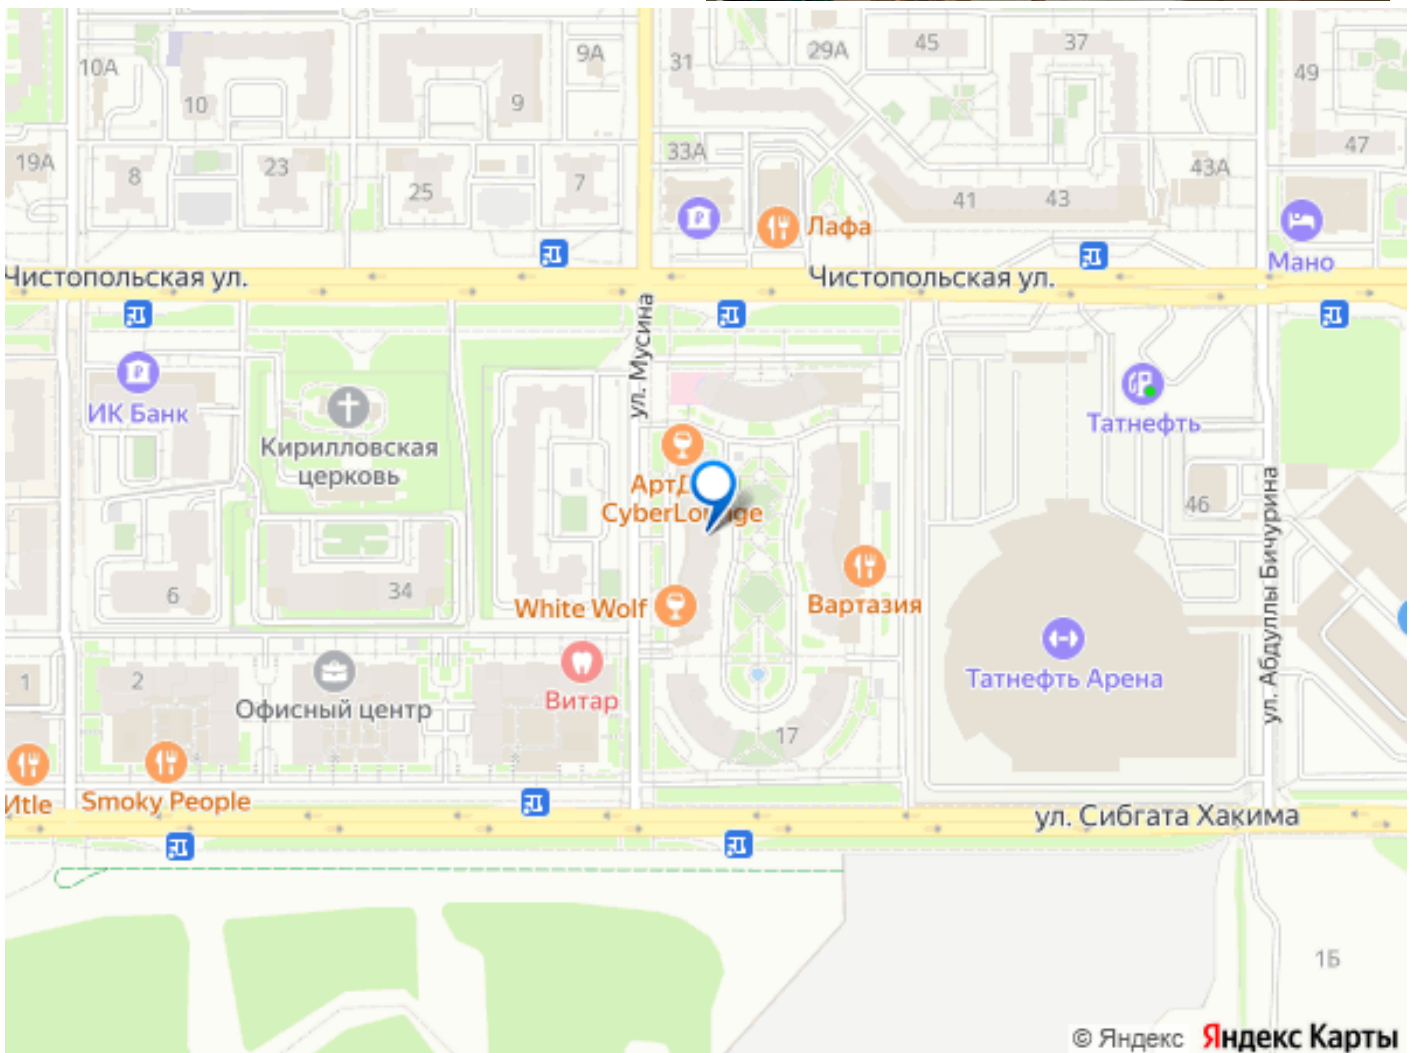 31
29А
45
37
9А
10А
49
10
9
47
33А
19А
8
23
25
7
43А
41
43
Лафа
Мано
Чистопольская ул.
Чистопольская ул.
ул. Мусина
ИК Банк
Кирилловская
церковь
Татнефть
46
CyberLounge
ул. Абдуллы Бичурина
6
34
White Wolf
Вартазия
1
2
Офисный центр
Витар
Татнефть Арена
17
Smoky People
ул. Сибгата Хакима
1Б
© Яндекс Яндекс Карты